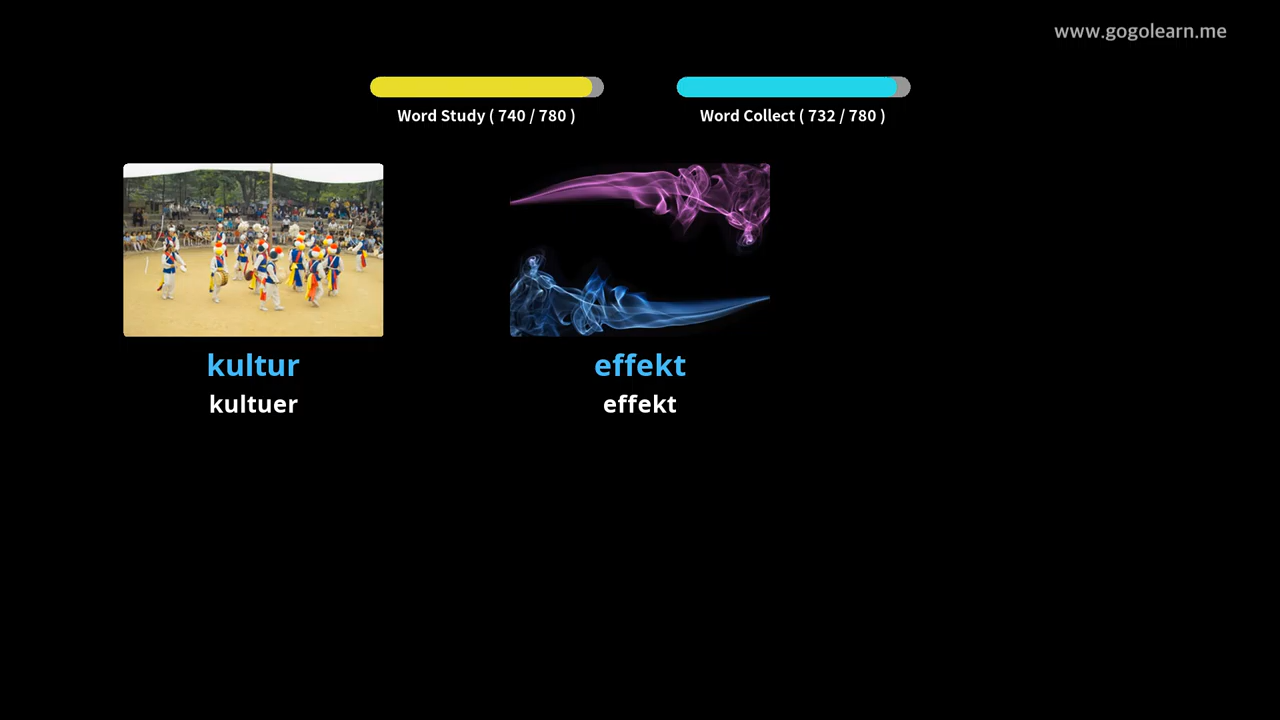 www.gogolearn.me
Word Study ( 740 / 780 )
Word Collect ( 732 / 780 )
kultur
kultuer
effekt
effekt